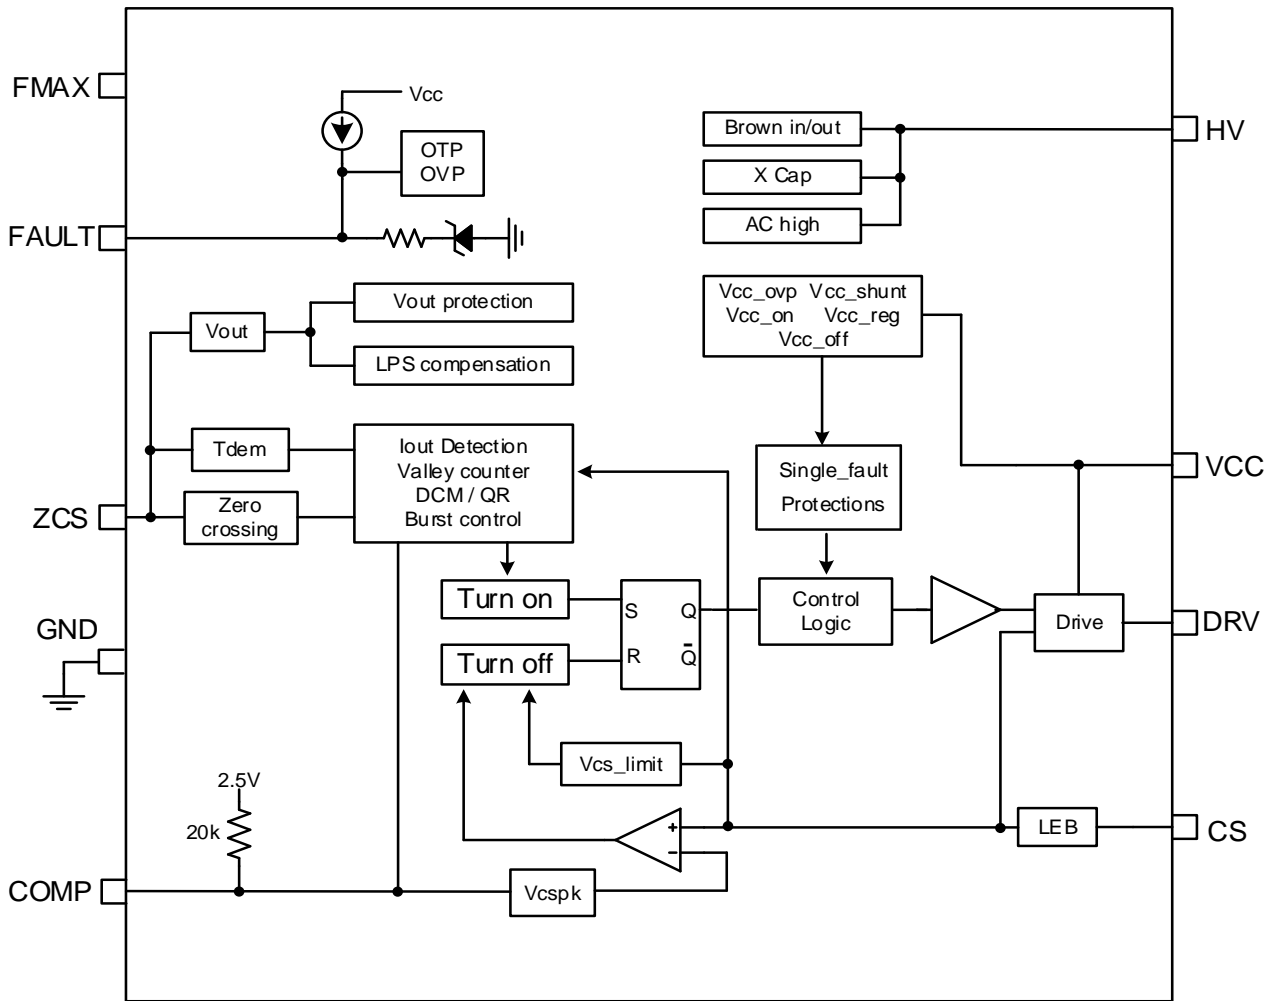 FMAX
Vcc
OTP
OVP
Brown in/out
HV
X Cap
AC high
FAULT
Vout protection
Vout
LPS compensation
Vcc_ovp Vcc_shunt
Vcc_on Vcc_reg
Vcc_off
Tdem
Iout Detection
Valley counter
DCM / QR
Burst control
Single_fault
Protections
VCC
ZCS
Zero
crossing
Turn on
S Q
Control
Logic
Drive
DRV
GND
Turn off
R Q̄
Vcs_limit
2.5V
20k
+
−
LEB
CS
COMP
Vcspk